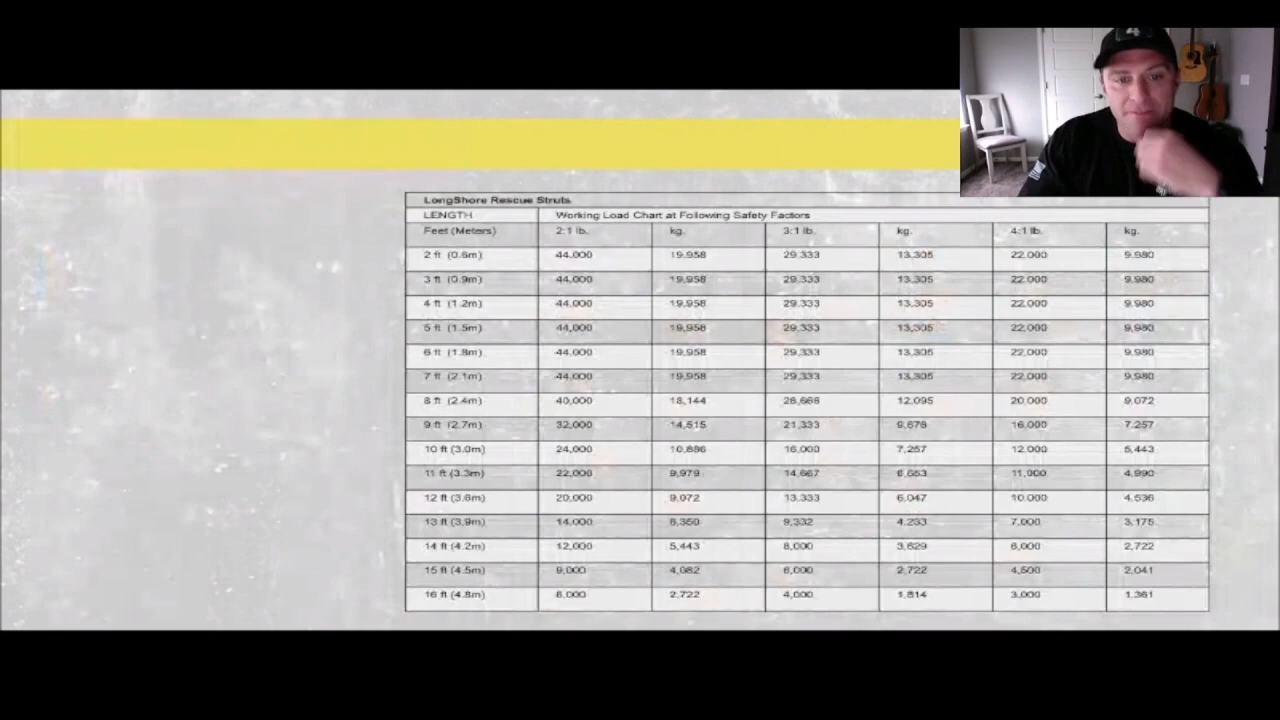 LongShore Rescue Struts
LENGTH Working Load Chart at Following Safety Factors
Feet (Meters) 2:1 lb. kg. 3:1 lb. kg. 4:1 lb. kg.
2 ft (0.6m) 44,000 19,958 29,333 13,305 22,000 9,980
3 ft (0.9m) 44,000 19,958 29,333 13,305 22,000 9,980
4 ft (1.2m) 44,000 19,958 29,333 13,305 22,000 9,980
5 ft (1.5m) 44,000 19,958 29,333 13,305 22,000 9,980
6 ft (1.8m) 44,000 19,958 29,333 13,305 22,000 9,980
7 ft (2.1m) 44,000 19,958 29,333 13,305 22,000 9,980
8 ft (2.4m) 40,000 18,144 12,095 20,000 9,072
9 ft (2.7m) 32,000 14,515 21,333 9,676 16,000 7,257
10 ft (3.0m) 24,000 10,886 16,000 7,257 12,000 5,443
11 ft (3.3m) 22,000 9,979 14,667 6,653 11,000 4,990
12 ft (3.6m) 20,000 9,072 13,333 6,047 10,000 4,536
13 ft (3.9m) 14,000 6,350 9,332 4,233 7,000 3,175
14 ft (4.2m) 12,000 5,443 8,000 3,629 6,000 2,722
15 ft (4.5m) 9,000 4,082 6,000 2,722 4,500 2,041
16 ft (4.8m) 6,000 2,722 4,000 1,814 3,000 1,361